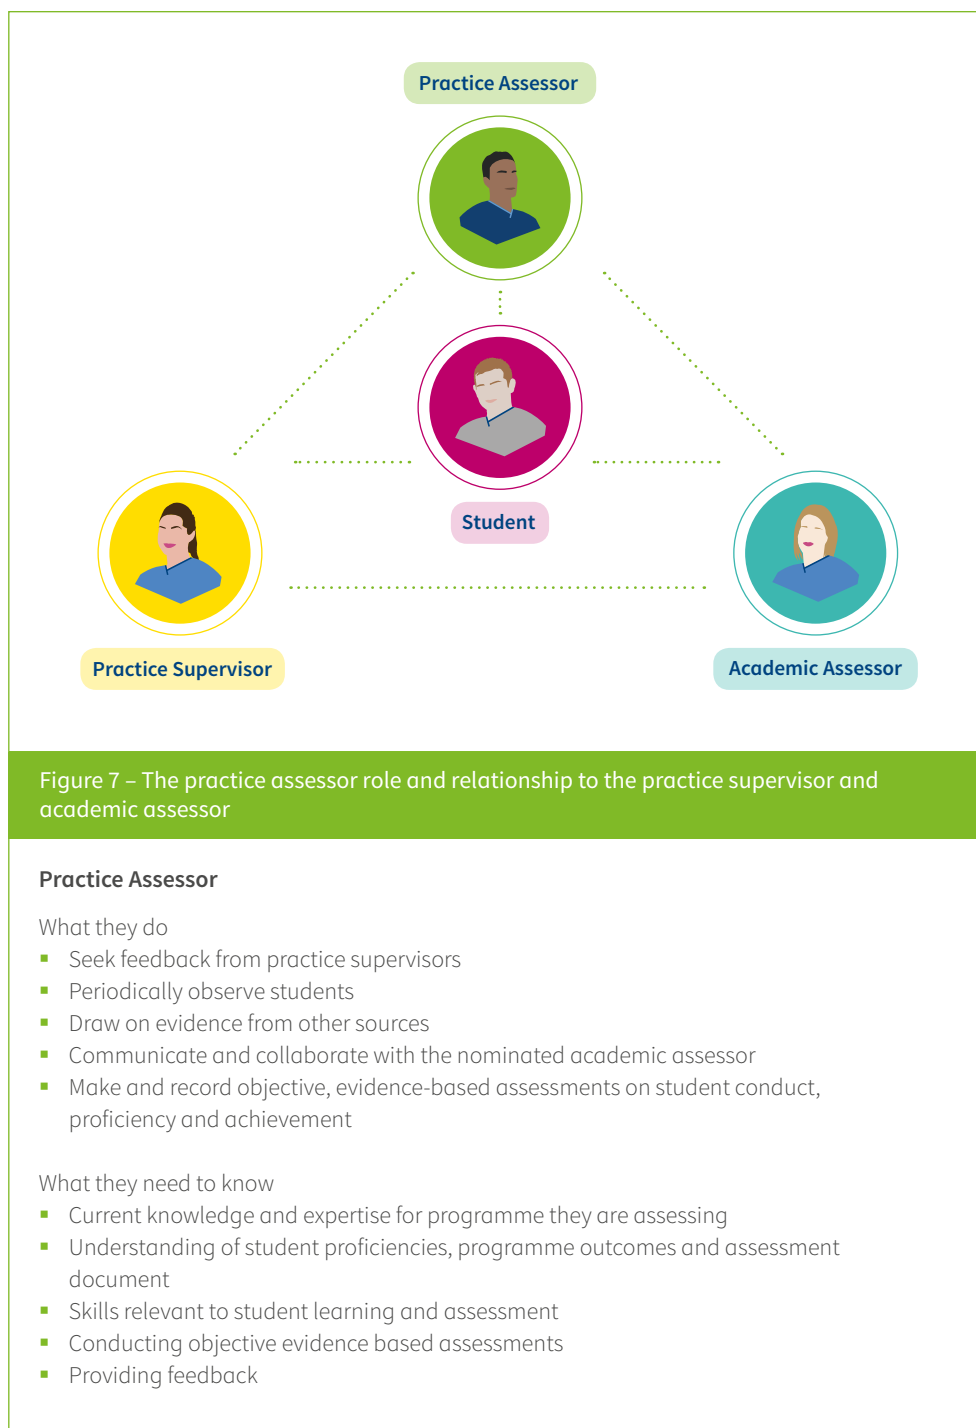 Practice Assessor
Student
Practice Supervisor
Academic Assessor
Figure 7 – The practice assessor role and relationship to the practice supervisor and
academic assessor
Practice Assessor
What they do
▪ Seek feedback from practice supervisors
▪ Periodically observe students
▪ Draw on evidence from other sources
▪ Communicate and collaborate with the nominated academic assessor
▪ Make and record objective, evidence-based assessments on student conduct,
proficiency and achievement
What they need to know
▪ Current knowledge and expertise for programme they are assessing
▪ Understanding of student proficiencies, programme outcomes and assessment
document
▪ Skills relevant to student learning and assessment
▪ Conducting objective evidence based assessments
▪ Providing feedback